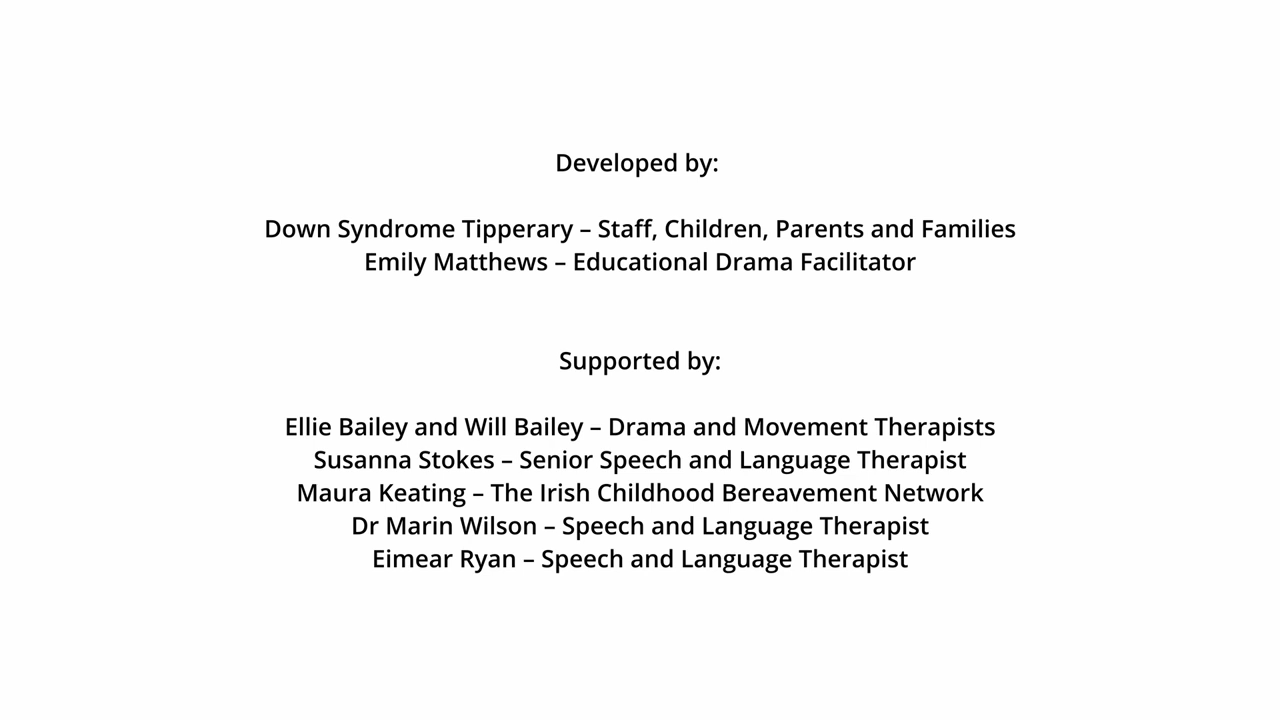 Developed by:
Down Syndrome Tipperary – Staff, Children, Parents and Families
Emily Matthews – Educational Drama Facilitator
Supported by:
Ellie Bailey and Will Bailey – Drama and Movement Therapists
Susanna Stokes – Senior Speech and Language Therapist
Maura Keating – The Irish Childhood Bereavement Network
Dr Marin Wilson – Speech and Language Therapist
Eimear Ryan – Speech and Language Therapist